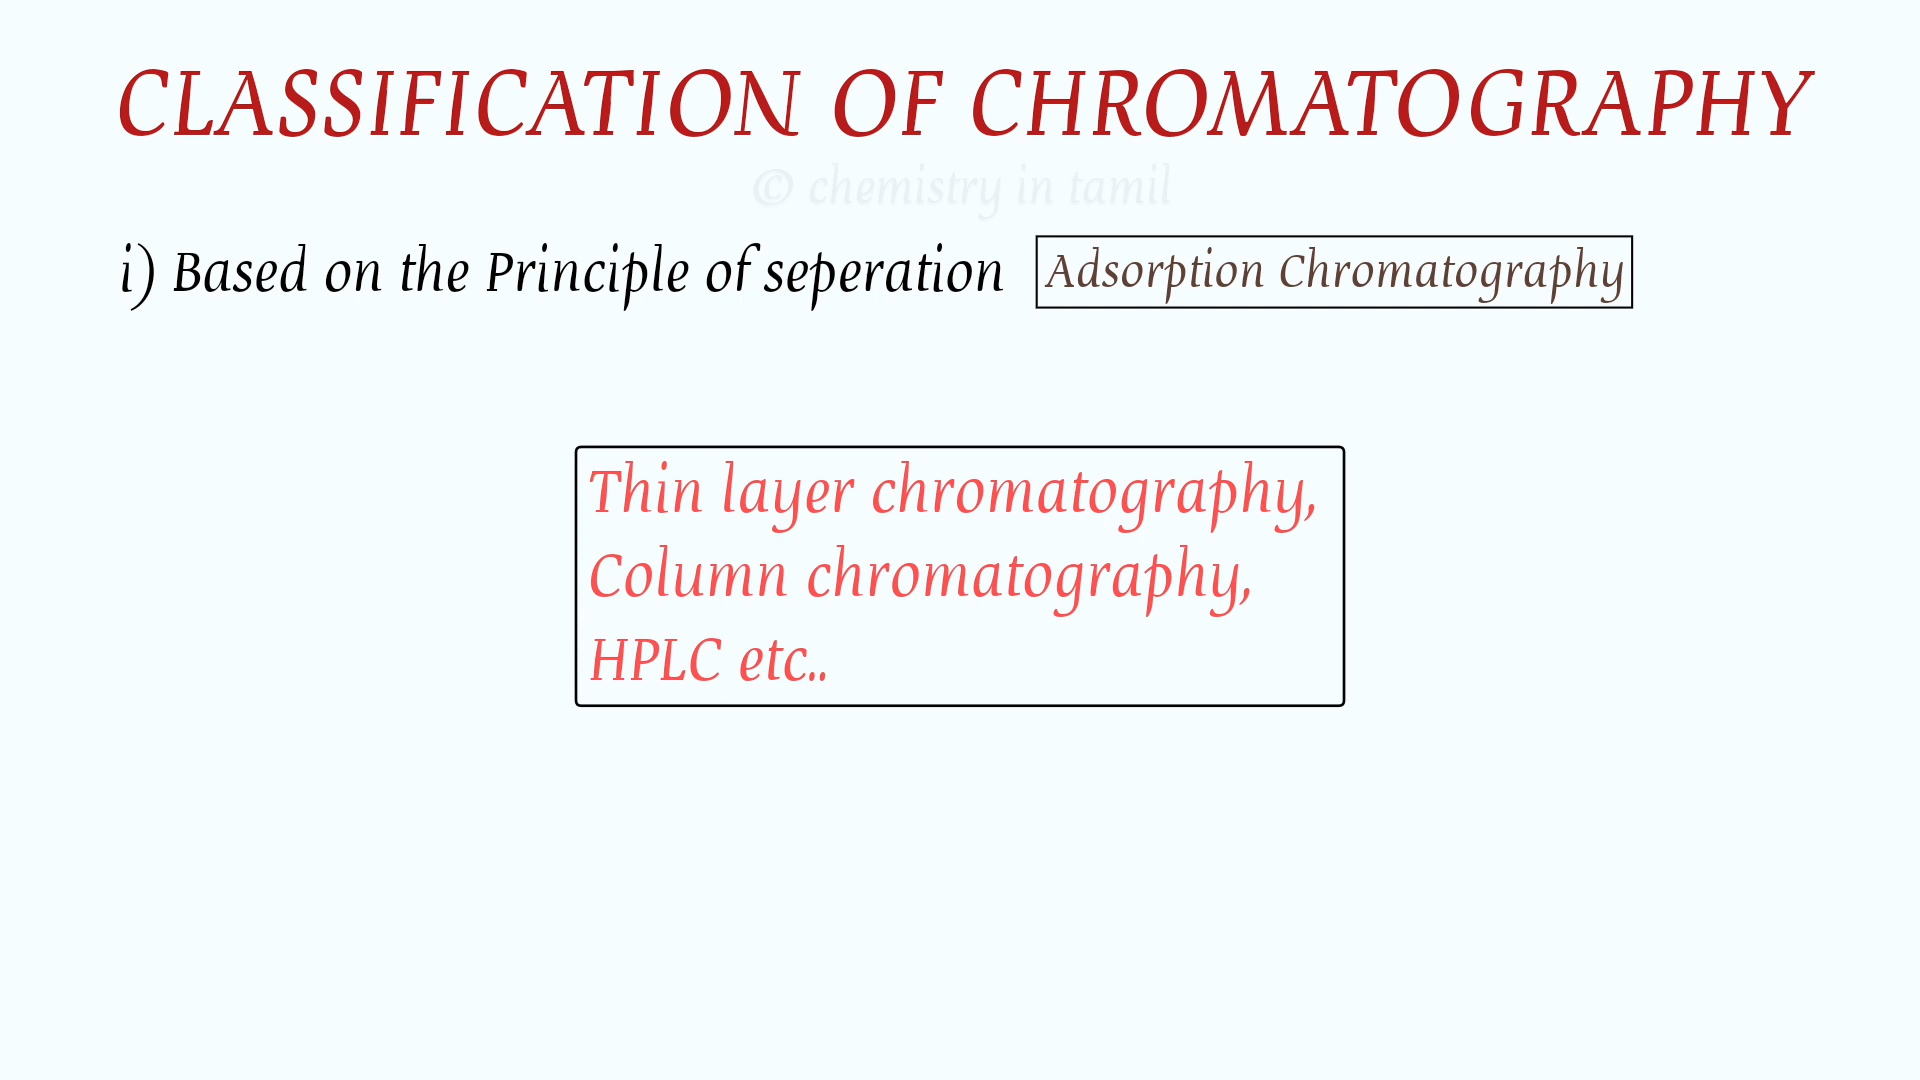 CLASSIFICATION OF CHROMATOGRAPHY
© chemistry in tamil
i) Based on the Principle of seperation Adsorption Chromatography
Thin layer chromatography,
Column chromatography,
HPLC etc..